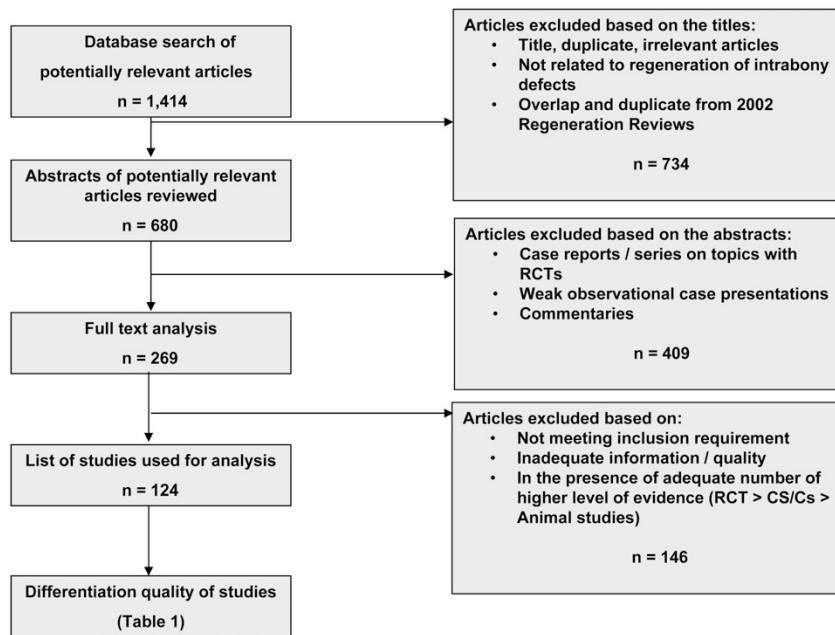 Database search of
potentially relevant articles
n = 1,414
Articles excluded based on the titles:
• Title, duplicate, irrelevant articles
• Not related to regeneration of intrabony
defects
• Overlap and duplicate from 2002
Regeneration Reviews
n = 734
Abstracts of potentially relevant
articles reviewed
n = 680
Articles excluded based on the abstracts:
• Case reports / series on topics with
RCTs
• Weak observational case presentations
• Commentaries
n = 409
Full text analysis
n = 269
Articles excluded based on:
• Not meeting inclusion requirement
• Inadequate information / quality
• In the presence of adequate number of
higher level of evidence (RCT > CS/Cs >
Animal studies)
n = 146
List of studies used for analysis
n = 124
Differentiation quality of studies
(Table 1)